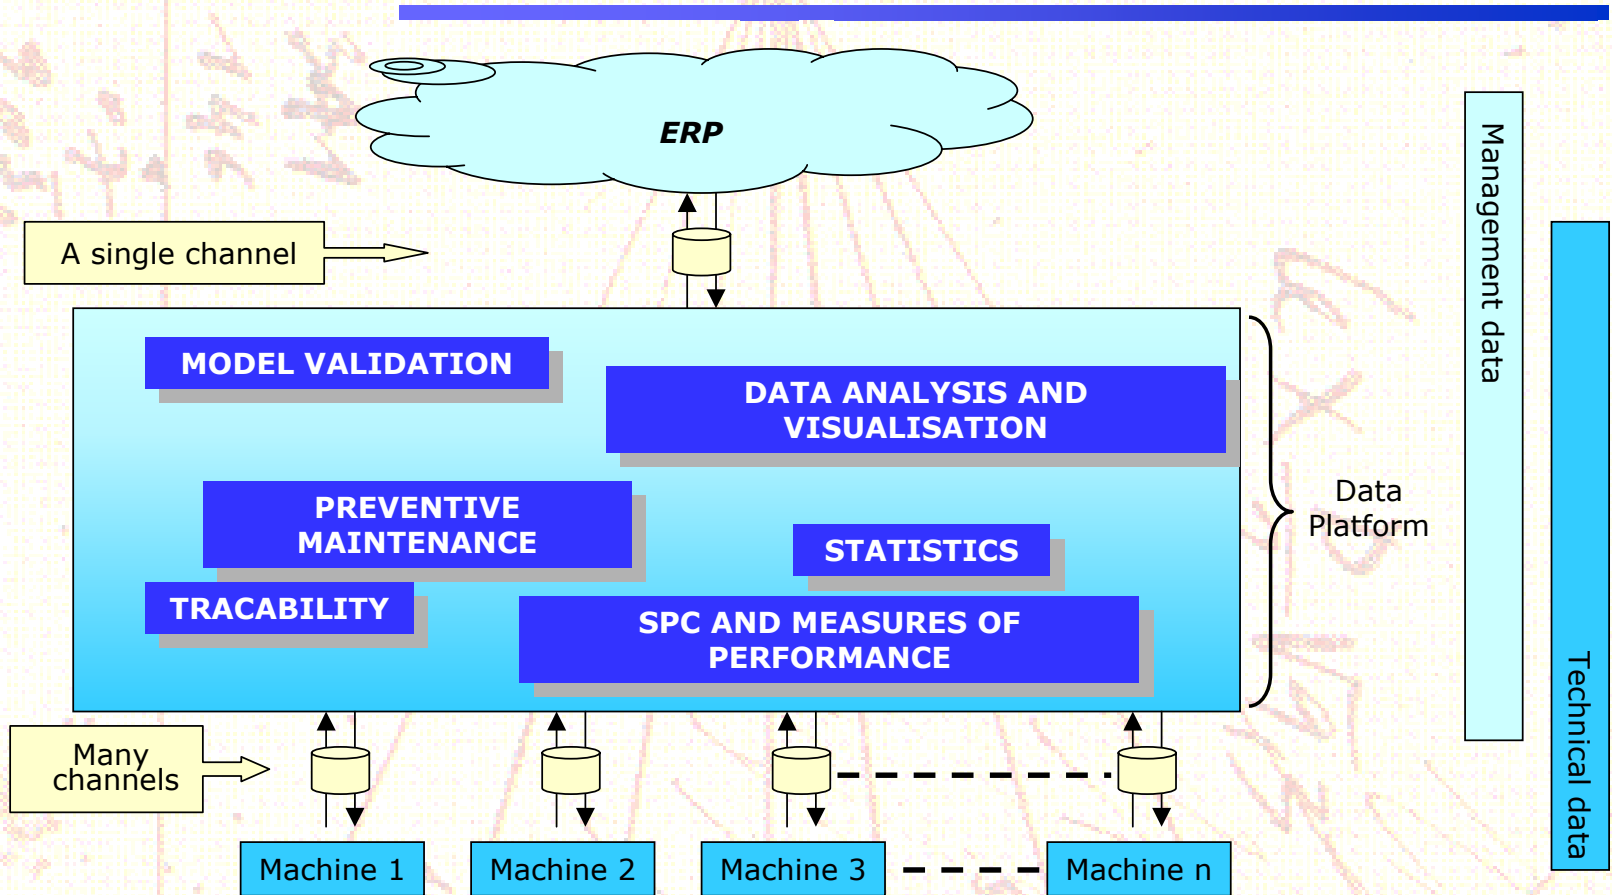 ERP
A single channel
MODEL VALIDATION
DATA ANALYSIS AND
VISUALISATION
PREVENTIVE
MAINTENANCE
STATISTICS
TRACABILITY
SPC AND MEASURES OF
PERFORMANCE
Data
Platform
Management data
Technical data
Many
channels
Machine 1
Machine 2
Machine 3
Machine n